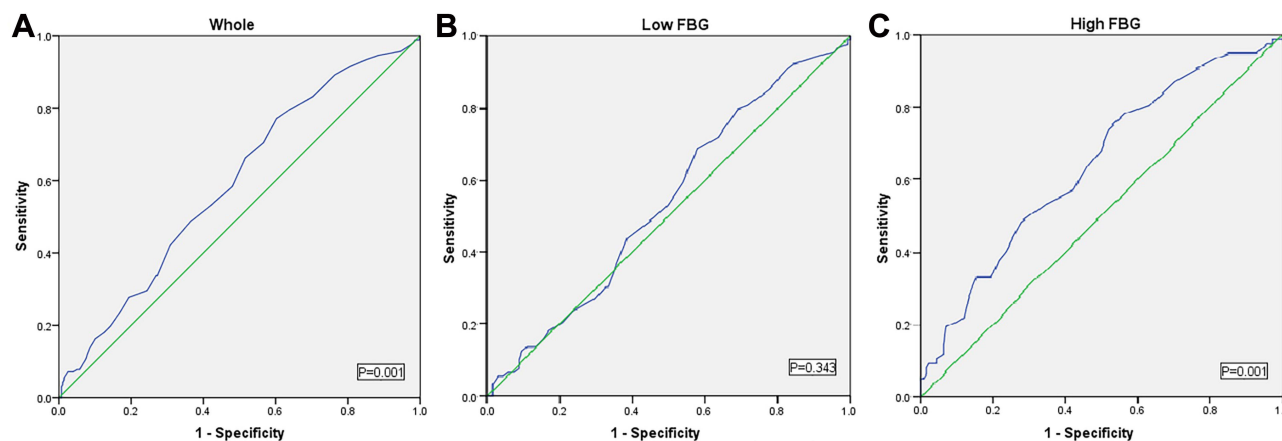 A
Whole
1.0
0.8
0.6
0.4
0.2
0.0
Sensitivity
P=0.001
0.0 0.2 0.4 0.6 0.8 1.0
1 - Specificity
B
Low FBG
1.0
0.8
0.6
0.4
0.2
0.0
Sensitivity
P=0.343
0.0 0.2 0.4 0.6 0.8 1.0
1 - Specificity
C
High FBG
1.0
0.8
0.6
0.4
0.2
0.0
Sensitivity
P=0.001
0.0 0.2 0.4 0.6 0.8 1.
1 - Specificity